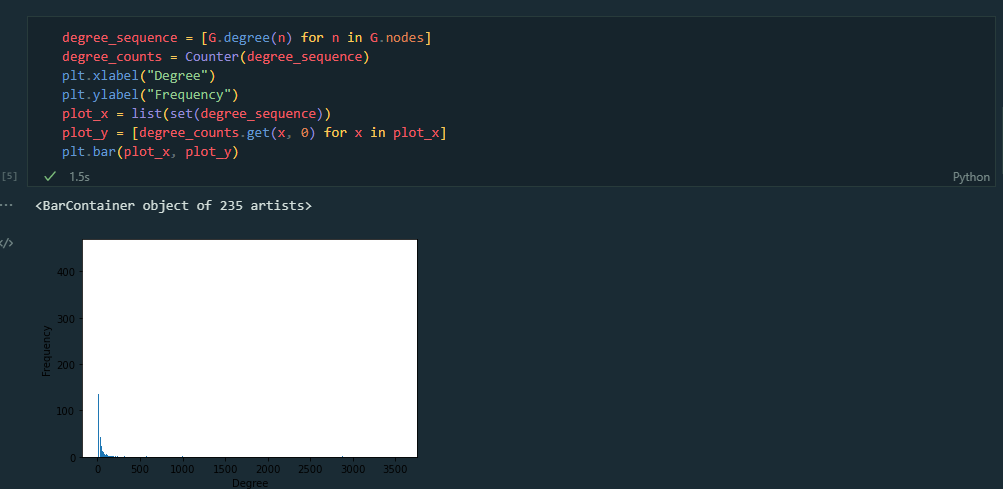 degree_sequence = [G.degree(n) for n in G.nodes]
degree_counts = Counter(degree_sequence)
plt.xlabel("Degree")
plt.ylabel("Frequency")
plot_x = list(set(degree_sequence))
plot_y = [degree_counts.get(x, 0) for x in plot_x]
plt.bar(plot_x, plot_y)
[5] ✓ 1.5s Python
... <BarContainer object of 235 artists>
</>
400
300
200
100
0
Frequency
0 500 1000 1500 2000 2500 3000 3500
Degree